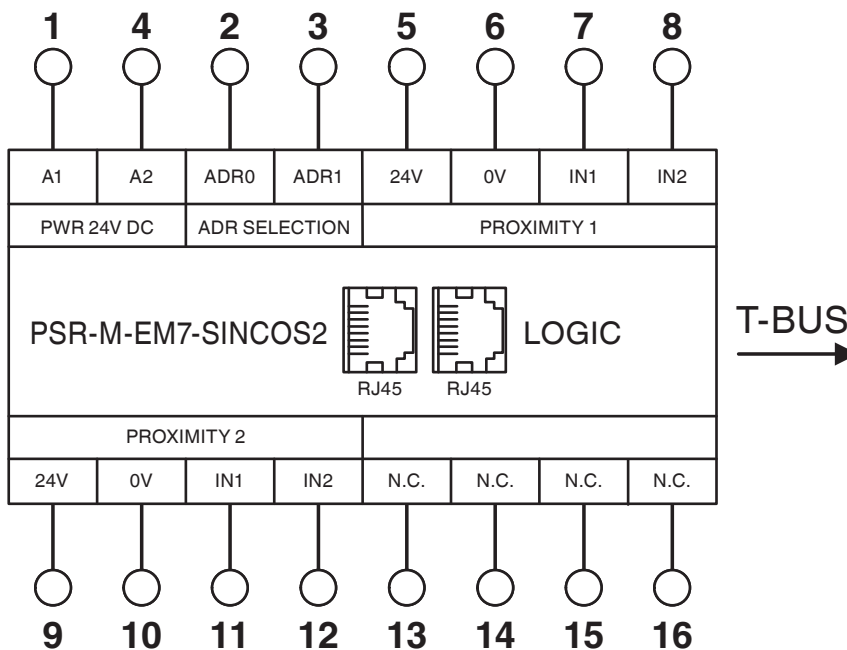 1 4 2 3 5 6 7 8
A1 A2 ADR0 ADR1 24V 0V IN1 IN2
PWR 24V DC ADR SELECTION PROXIMITY 1
PSR-M-EM7-SINCOS2 LOGIC T-BUS
RJ45 RJ45
PROXIMITY 2
24V 0V IN1 IN2 N.C. N.C. N.C. N.C.
9 10 11 12 13 14 15 16